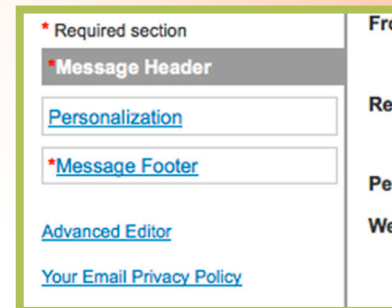 * Required section
*Message Header
Personalization
*Message Footer
Advanced Editor
Your Email Privacy Policy